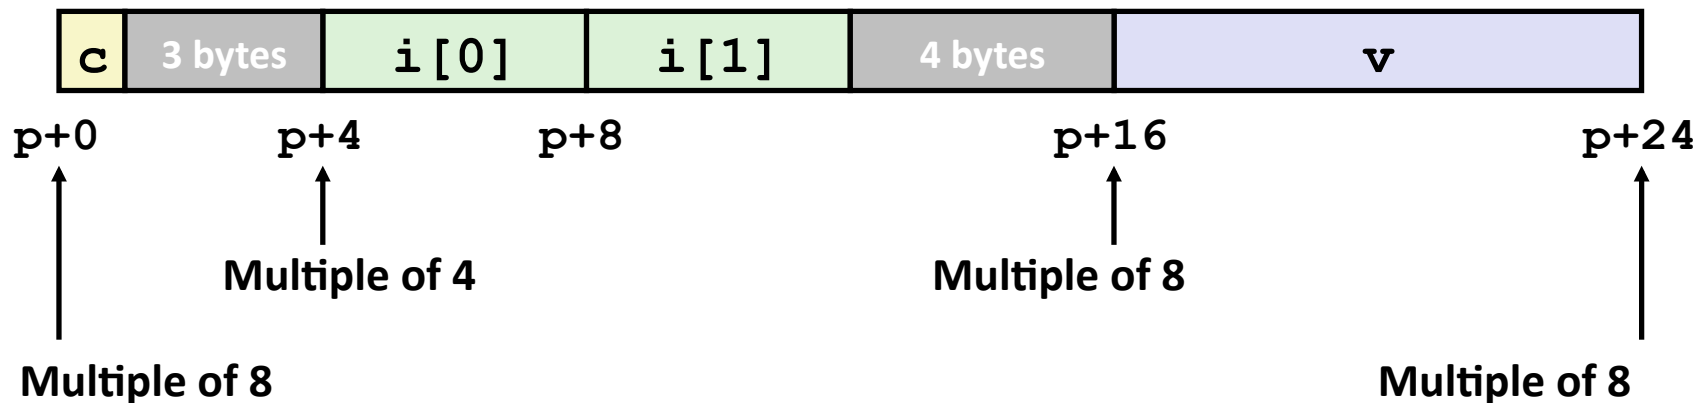 c 3 bytes i[0] i[1] 4 bytes v
p+0 p+4 p+8 p+16 p+24
Multiple of 4 Multiple of 8
Multiple of 8 Multiple of 8